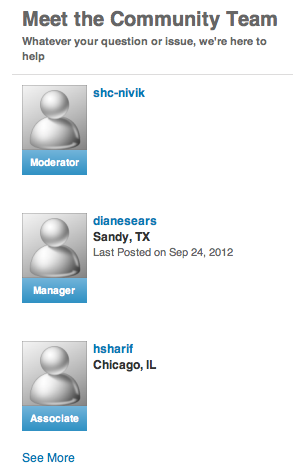 Meet the Community Team
Whatever your question or issue, we're here to
help
shc-nivik
Moderator
dianesears
Sandy, TX
Last Posted on Sep 24, 2012
Manager
hsharif
Chicago, IL
Associate
See More